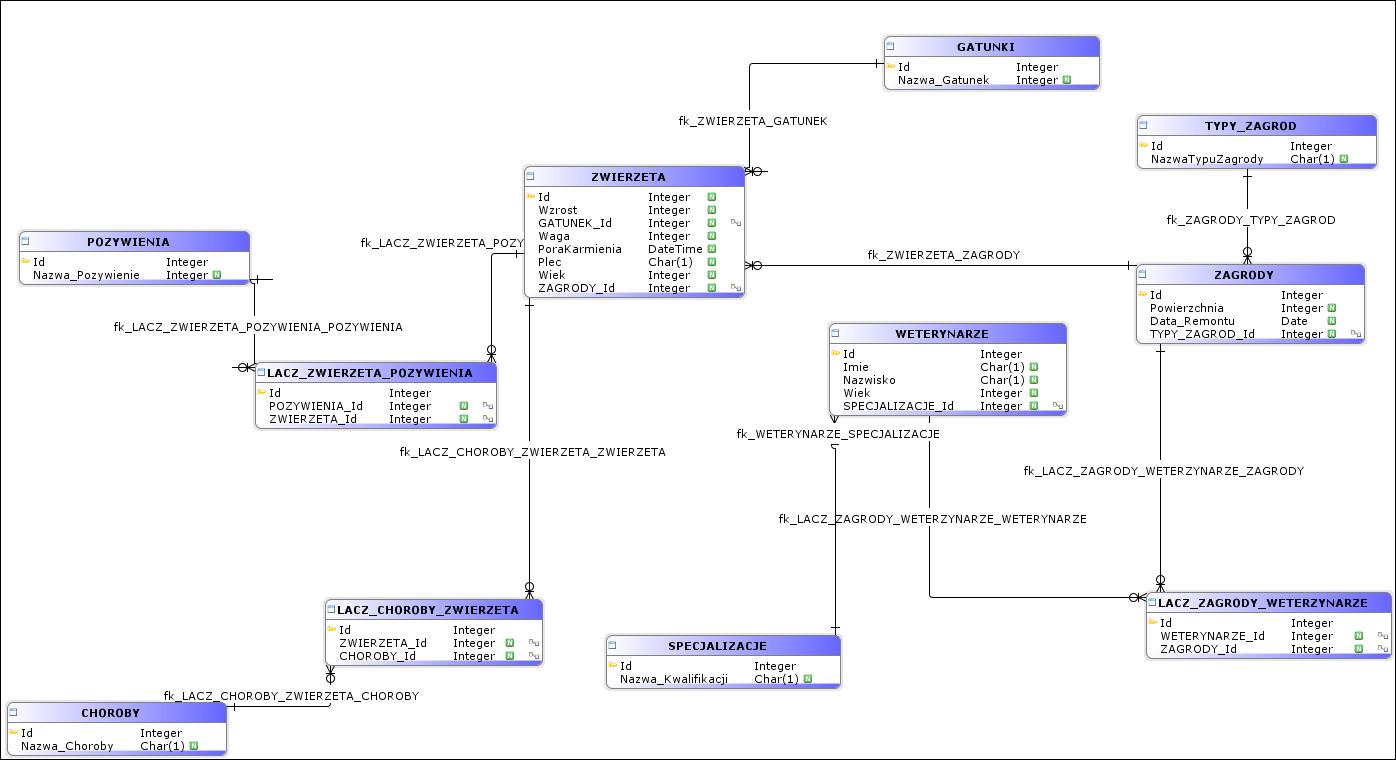 GATUNKI
Id Integer
Nazwa_Gatunek Integer N
fk_ZWIERZETA_GATUNEK
TYPY_ZAGROD
Id Integer
NazwaTypuZagrody Char(1) N
fk_ZAGRODY_TYPY_ZAGROD
ZWIERZETA
Id Integer N
Wzrost Integer N
GATUNEK_Id Integer N
Waga Integer N
PoraKarmienia DateTime N
Plec Char(1) N
Wiek Integer N
ZAGRODY_Id Integer N
fk_ZWIERZETA_ZAGRODY
POZYWIENIA
Id Integer
Nazwa_Pozywienie Integer N
fk_LACZ_ZWIERZETA_POZY
fk_LACZ_ZWIERZETA_POZYWIENIA_POZYWIENIA
ZAGRODY
Id Integer
Powierzchnia Integer N
Data_Remontu Date N
TYPY_ZAGROD_Id Integer N
WETERYNARZE
Id Integer
Imie Char(1) N
Nazwisko Char(1) N
Wiek Integer N
SPECJALIZACJE_Id Integer N
LACZ_ZWIERZETA_POZYWIENIA
Id Integer
POZYWIENIA_Id Integer N
ZWIERZETA_Id Integer N
fk_WETERYNARZE_SPECJALIZACJE
fk_LACZ_CHOROBY_ZWIERZETA_ZWIERZETA
fk_LACZ_ZAGRODY_WETERZYNARZE_ZAGRODY
fk_LACZ_ZAGRODY_WETERZYNARZE_WETERYNARZE
LACZ_CHOROBY_ZWIERZETA
Id Integer
ZWIERZETA_Id Integer N
CHOROBY_Id Integer N
LACZ_ZAGRODY_WETERZYNARZE
Id Integer
WETERYNARZE_Id Integer N
ZAGRODY_Id Integer N
SPECJALIZACJE
Id Integer
Nazwa_Kwalifikacji Char(1) N
fk_LACZ_CHOROBY_ZWIERZETA_CHOROBY
CHOROBY
Id Integer
Nazwa_Choroby Char(1) N